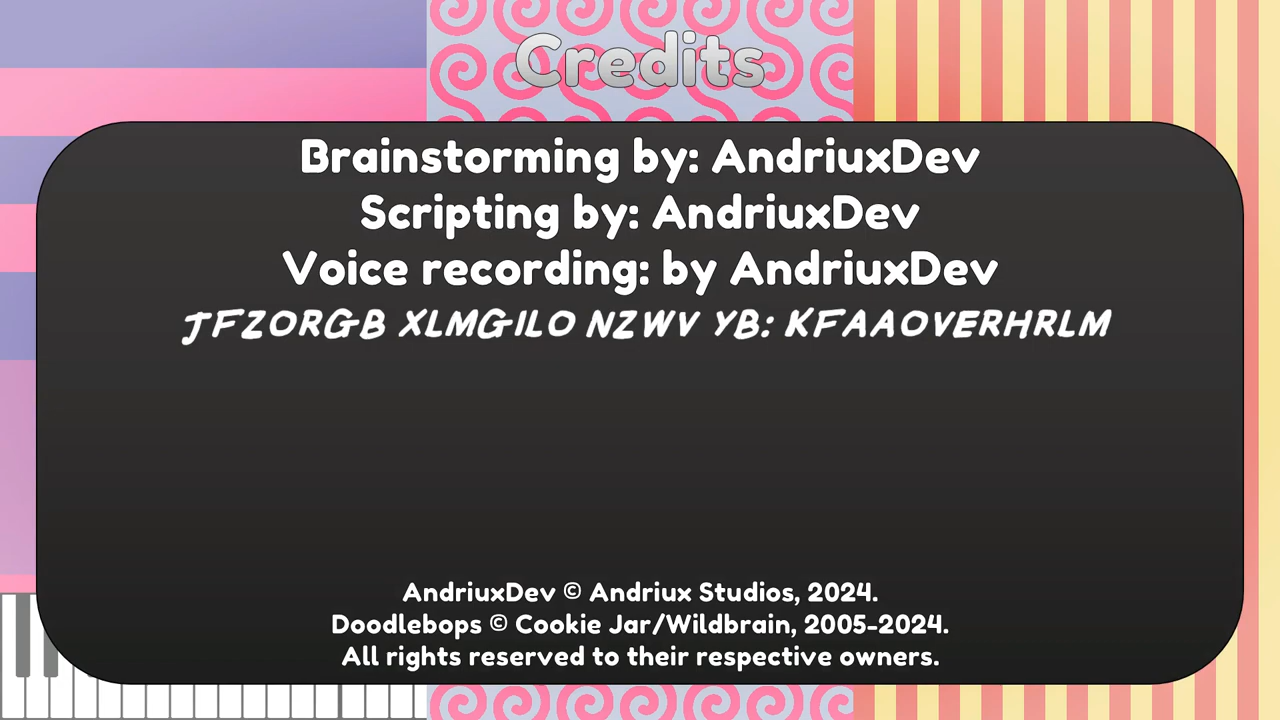 Credits
Brainstorming by: AndriuxDev
Scripting by: AndriuxDev
Voice recording: by AndriuxDev
JFZORGB XLMGILO NZWV YB: KFAAOVERHRLM
AndriuxDev © Andriux Studios, 2024.
Doodlebops © Cookie Jar/Wildbrain, 2005-2024.
All rights reserved to their respective owners.